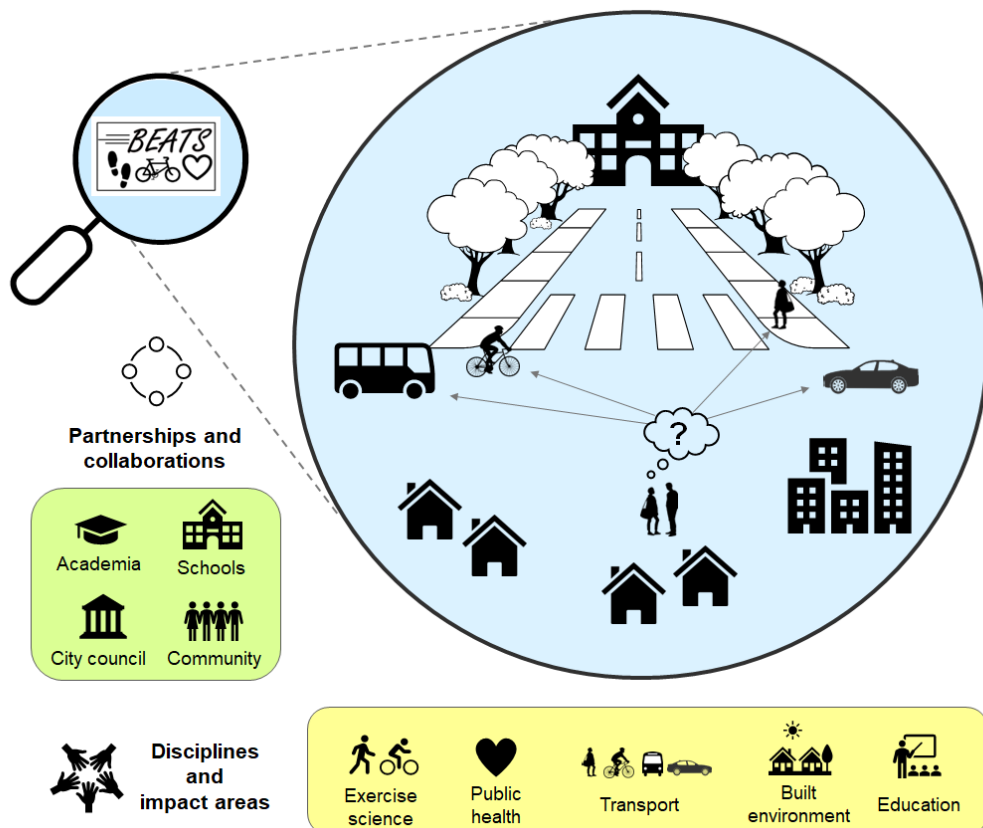 BEATS
?
Partnerships and
collaborations
Academia
Schools
City council
Community
Disciplines
and
impact areas
Exercise
science
Public
health
Transport
Built
environment
Education